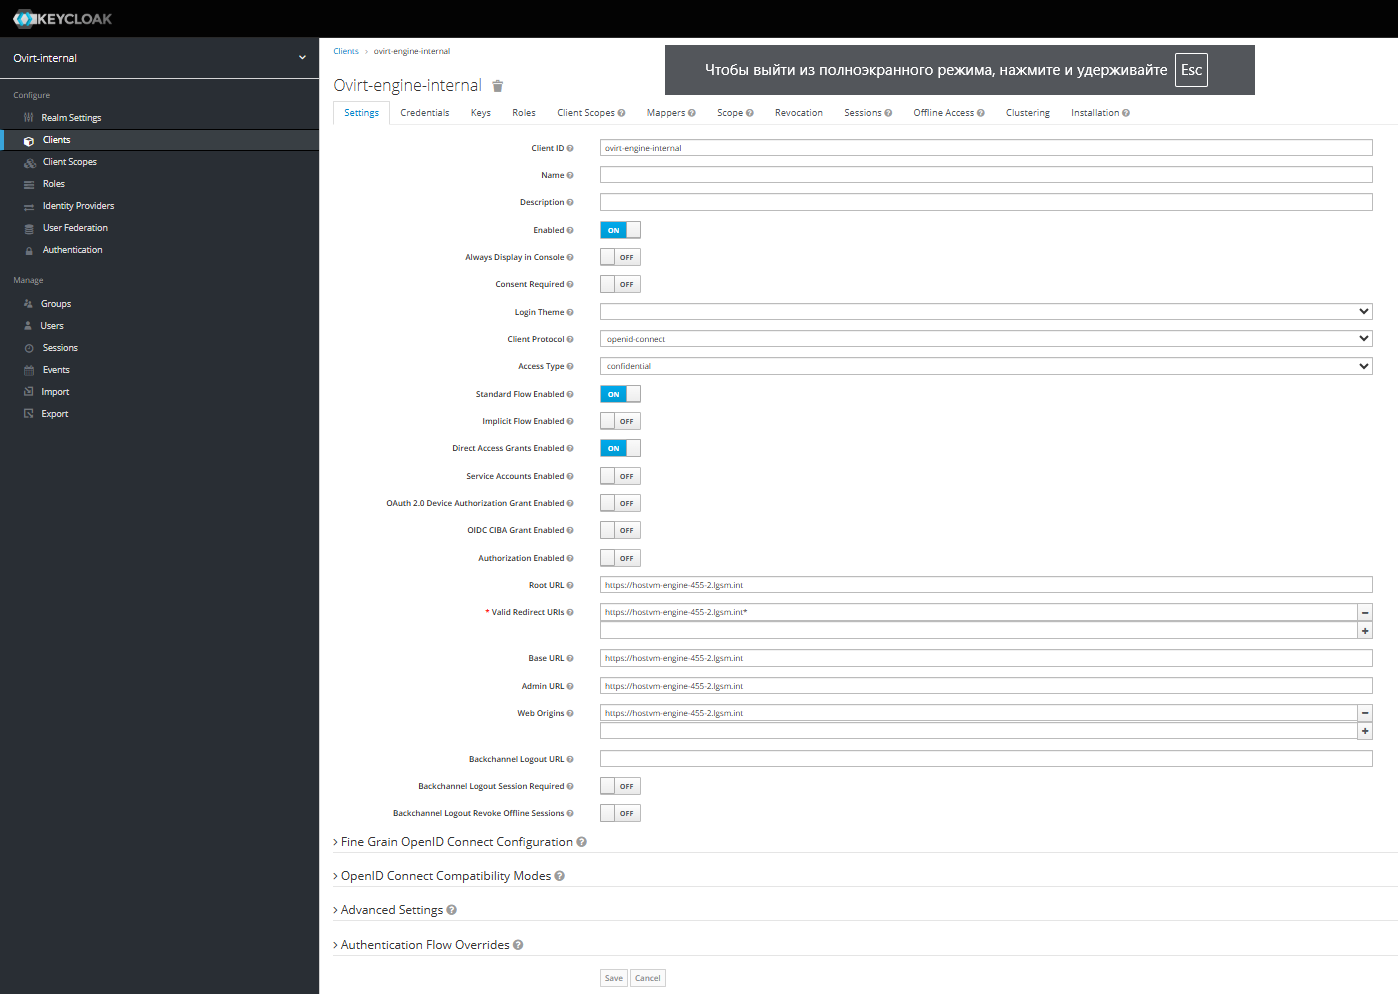 KEYCLOAK
Ovirt-internal
Configure
Realm Settings
Clients
Client Scopes
Roles
Identity Providers
User Federation
Authentication
Manage
Groups
Users
Sessions
Events
Import
Export
Clients › ovirt-engine-internal
Чтобы выйти из полноэкранного режима, нажмите и удерживайте Esc
Ovirt-engine-internal
Settings Credentials Keys Roles Client Scopes Mappers Scope Revocation Sessions Offline Access Clustering Installation
Client ID ovirt-engine-internal
Name
Description
Enabled ON
Always Display in Console OFF
Consent Required OFF
Login Theme
Client Protocol openid-connect
Access Type confidential
Standard Flow Enabled ON
Implicit Flow Enabled OFF
Direct Access Grants Enabled ON
Service Accounts Enabled OFF
OAuth 2.0 Device Authorization Grant Enabled OFF
OIDC CIBA Grant Enabled OFF
Authorization Enabled OFF
Root URL https://hostvm-engine-455-2.lgsm.int
* Valid Redirect URIs https://hostvm-engine-455-2.lgsm.int*
Base URL https://hostvm-engine-455-2.lgsm.int
Admin URL https://hostvm-engine-455-2.lgsm.int
Web Origins https://hostvm-engine-455-2.lgsm.int
Backchannel Logout URL
Backchannel Logout Session Required OFF
Backchannel Logout Revoke Offline Sessions OFF
Fine Grain OpenID Connect Configuration
OpenID Connect Compatibility Modes
Advanced Settings
Authentication Flow Overrides
Save Cancel